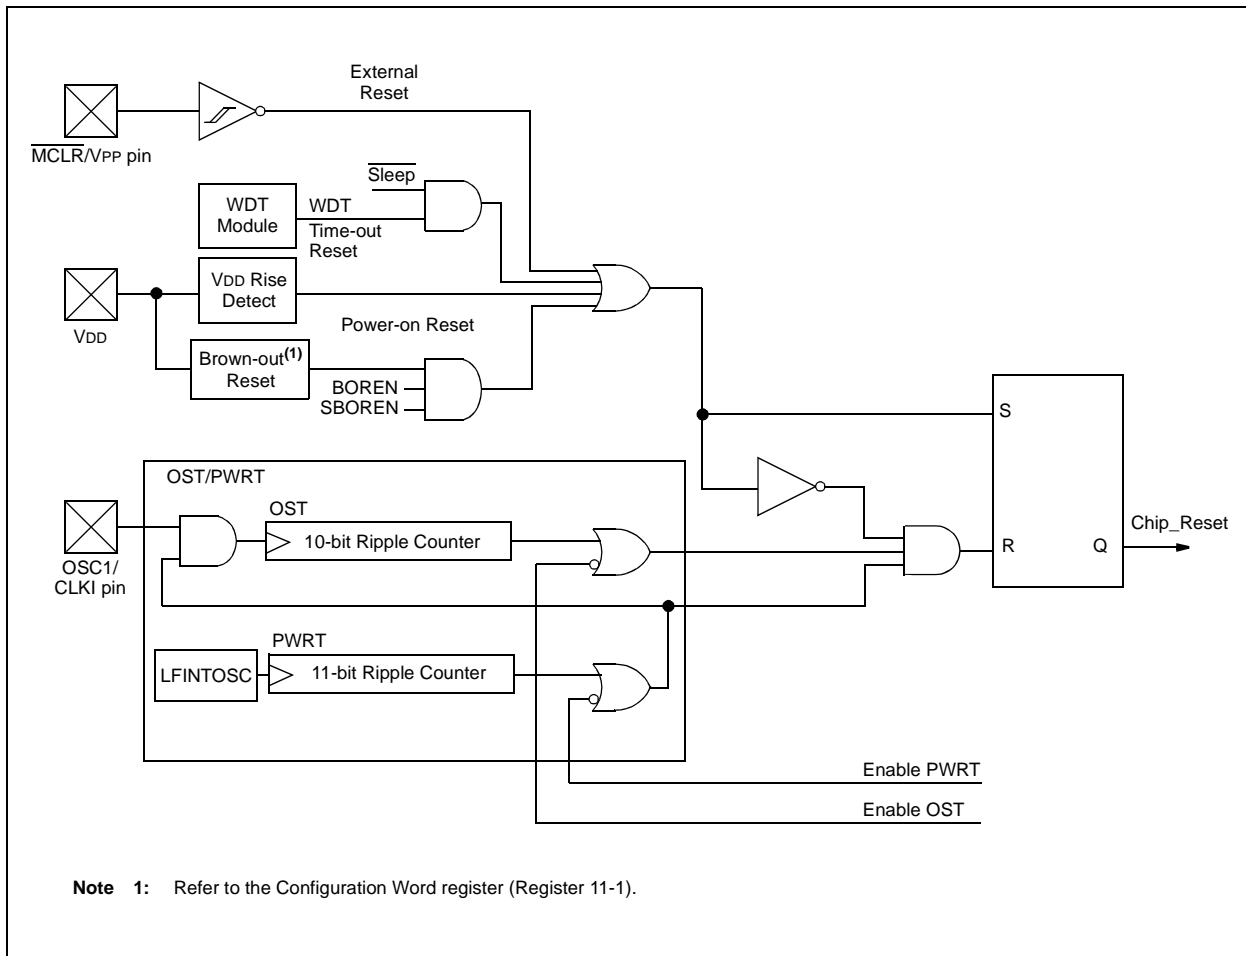 External
Reset
MCLR/VPP pin
Sleep
WDT
Module
WDT
Time-out
Reset
VDD
VDD Rise
Detect
Power-on Reset
Brown-out(1)
Reset
BOREN
SBOREN
S
R
Q
Chip_Reset
OST/PWRT
OSC1/
CLKI pin
OST
10-bit Ripple Counter
PWRT
LFINTOSC
11-bit Ripple Counter
Enable PWRT
Enable OST
Note 1: Refer to the Configuration Word register (Register 11-1).